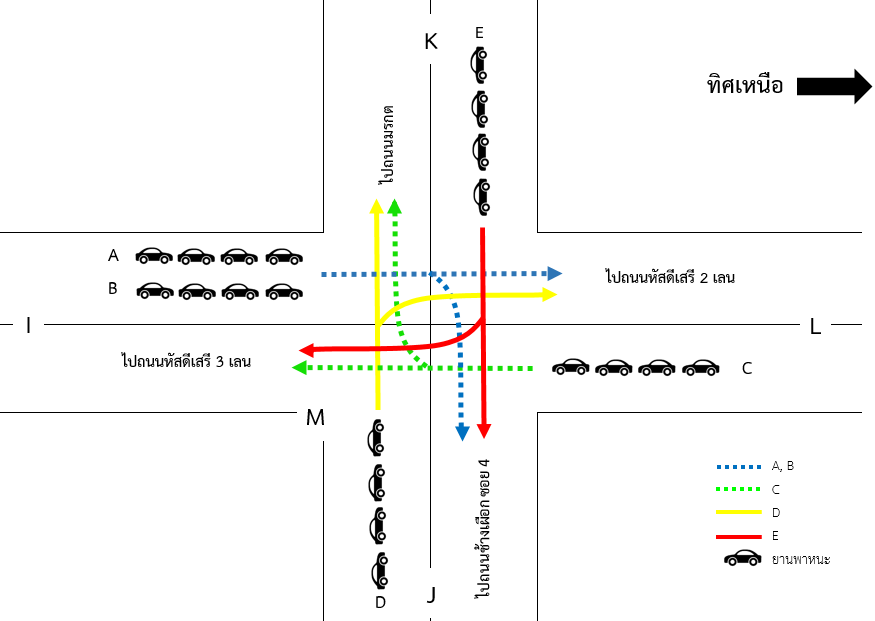 E
K
ทิศเหนือ
ไปถนนมรกต
A
B
ไปถนนหัสดีเสรี 2 เลน
I
L
ไปถนนหัสดีเสรี 3 เลน
C
M
ไปถนนช้างเผือก ซอย 4
A, B
C
D
E
ยานพาหนะ
D
J